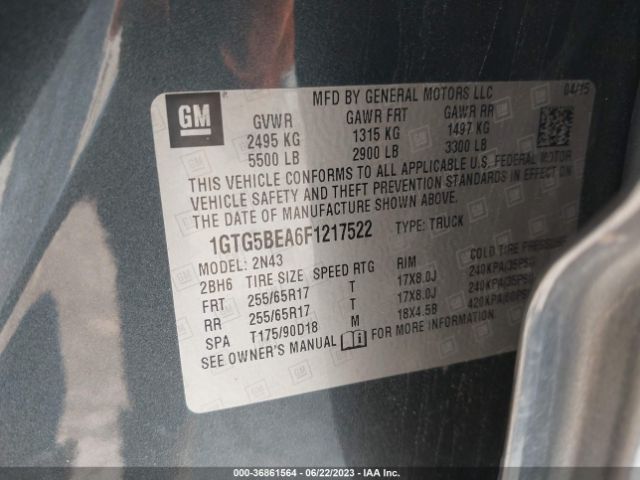 GM
MFD BY GENERAL MOTORS LLC 04/15
GVWR GAWR FRT GAWR RR
2495 KG 1315 KG 1497 KG
5500 LB 2900 LB 3300 LB
THIS VEHICLE CONFORMS TO ALL APPLICABLE U.S. FEDERAL MOTOR
VEHICLE SAFETY AND THEFT PREVENTION STANDARDS IN EFFECT ON
THE DATE OF MANUFACTURE SHOWN ABOVE.
1GTG5BEA6F1217522 TYPE: TRUCK
MODEL: 2N43
2BH6 TIRE SIZE SPEED RTG RIM COLD TIRE PRESSURE
FRT 255/65R17 T 17X8.0J 240KPA/35PSI
RR 255/65R17 T 17X8.0J 240KPA/35PSI
SPA T175/90D18 M 18X4.5B 420KPA/60PSI
SEE OWNER'S MANUAL FOR MORE INFORMATION
000-36861564 - 06/22/2023 - IAA Inc.